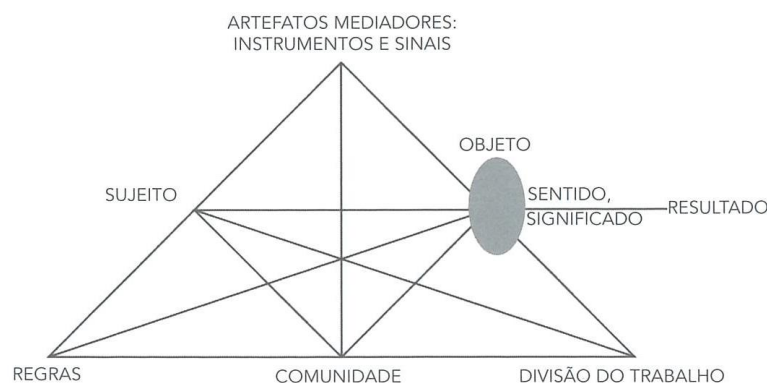 ARTEFATOS MEDIADORES:
INSTRUMENTOS E SINAIS
OBJETO
SUJEITO
SENTIDO,
SIGNIFICADO
RESULTADO
REGRAS
COMUNIDADE
DIVISÃO DO TRABALHO